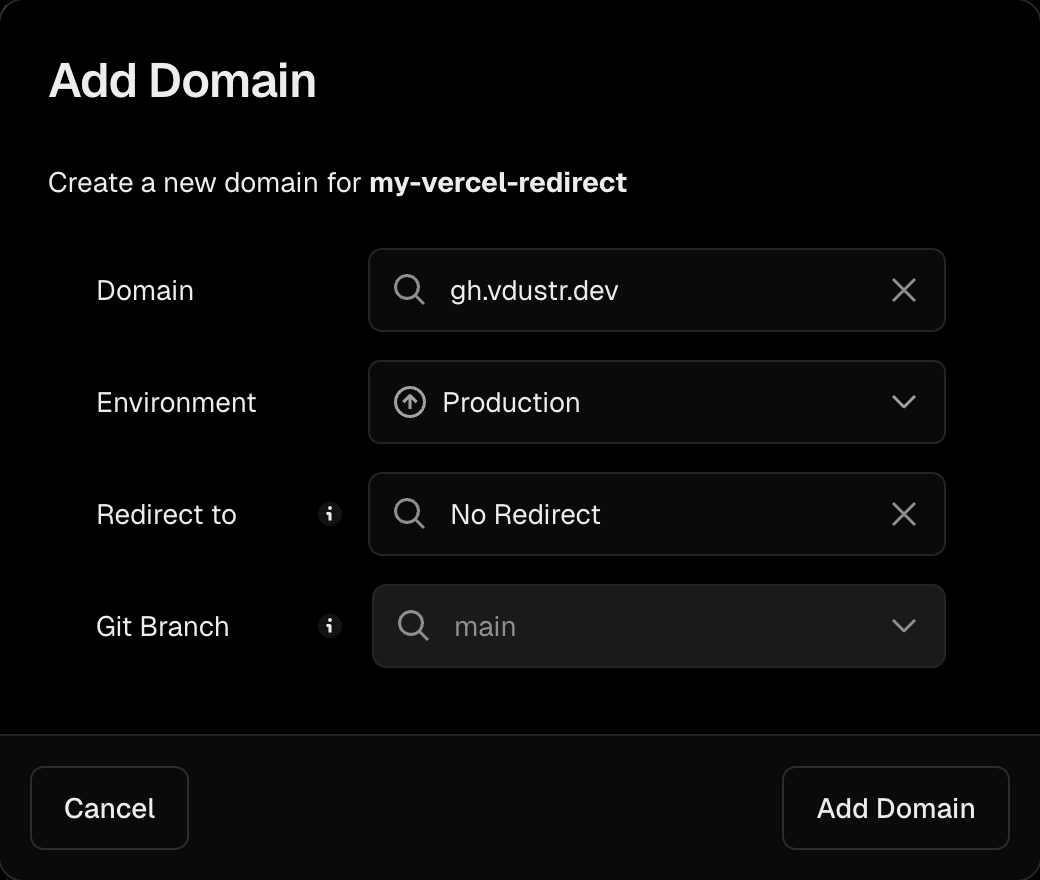 Add Domain
Create a new domain for my-vercel-redirect
Domain
gh.vdustr.dev
Environment
Production
Redirect to
No Redirect
Git Branch
main
Cancel
Add Domain